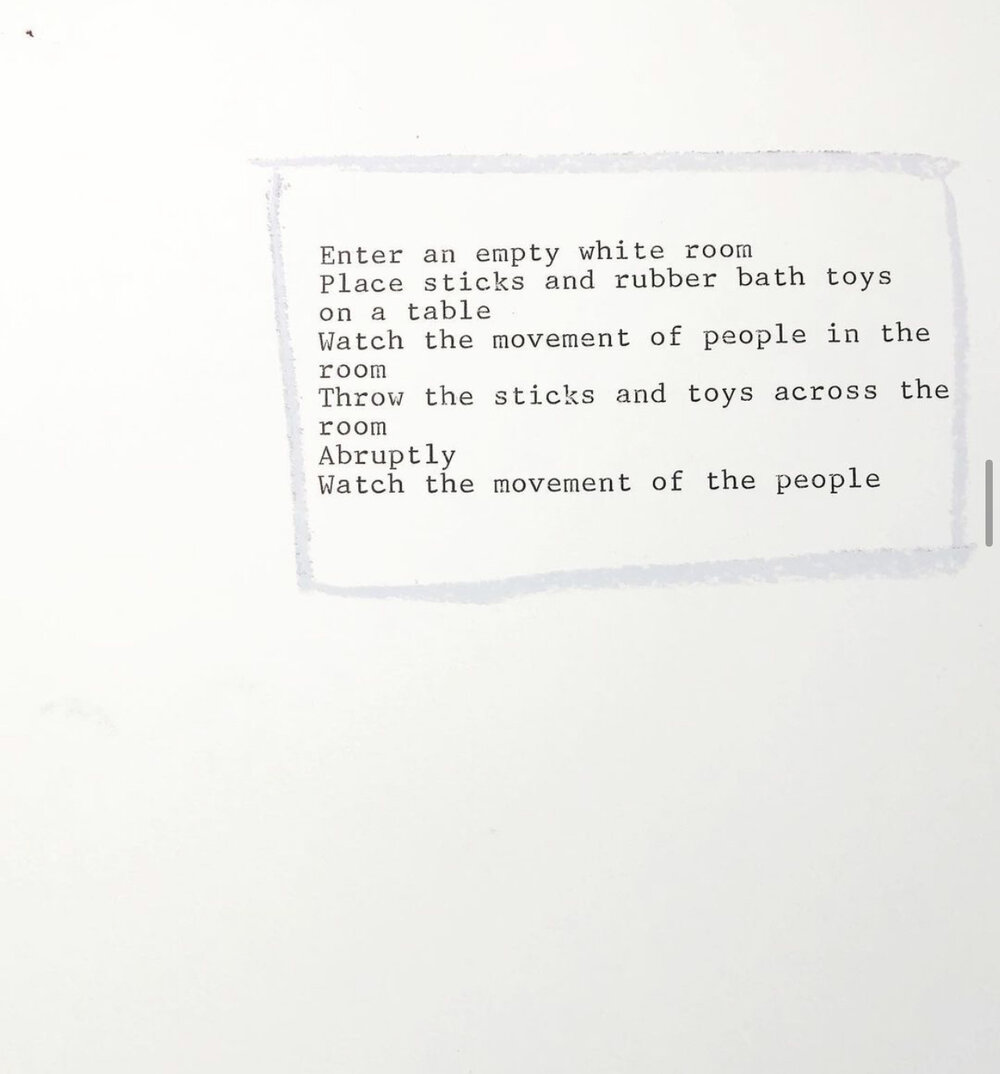 Enter an empty white room
Place sticks and rubber bath toys
on a table
Watch the movement of people in the
room
Throw the sticks and toys across the
room
Abruptly
Watch the movement of the people